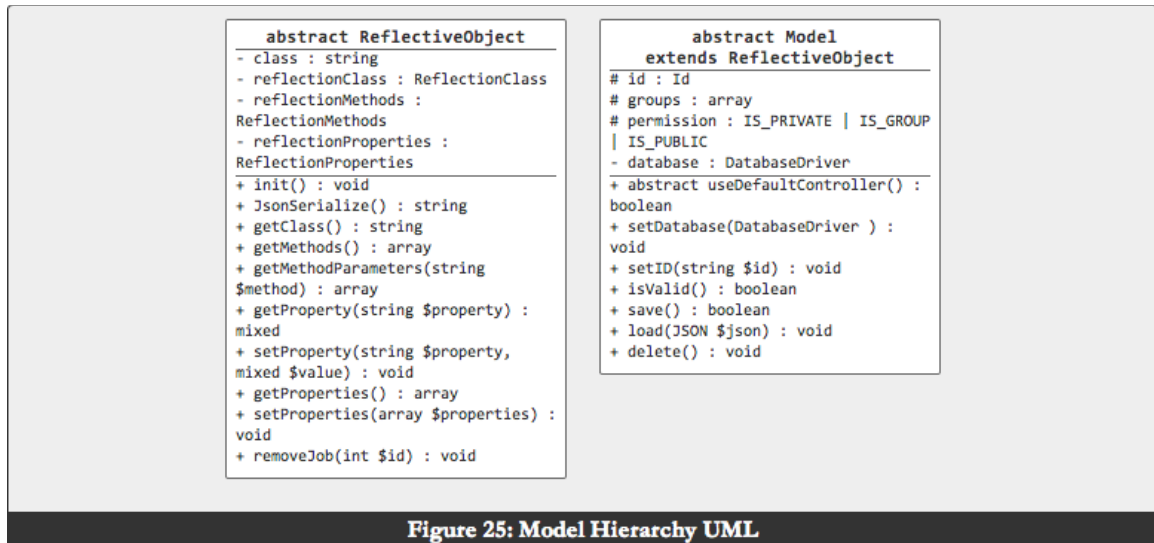 abstract ReflectiveObject
- class : string
- reflectionClass : ReflectionClass
- reflectionMethods :
ReflectionMethods
- reflectionProperties :
ReflectionProperties
+ init() : void
+ JsonSerialize() : string
+ getClass() : string
+ getMethods() : array
+ getMethodParameters(string
$method) : array
+ getProperty(string $property) :
mixed
+ setProperty(string $property,
mixed $value) : void
+ getProperties() : array
+ setProperties(array $properties) :
void
+ removeJob(int $id) : void
abstract Model
extends ReflectiveObject
# id : Id
# groups : array
# permission : IS_PRIVATE | IS_GROUP
| IS_PUBLIC
- database : DatabaseDriver
+ abstract useDefaultController() :
boolean
+ setDatabase(DatabaseDriver ) :
void
+ setID(string $id) : void
+ isValid() : boolean
+ save() : boolean
+ load(JSON $json) : void
+ delete() : void
Figure 25: Model Hierarchy UML